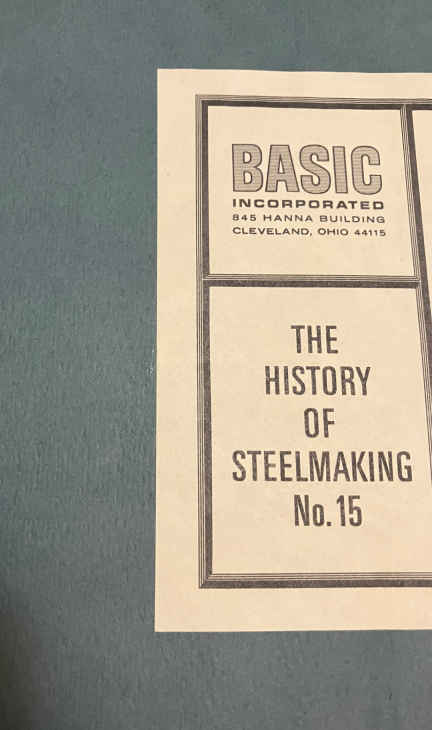 BASIC
INCORPORATED
845 HANNA BUILDING
CLEVELAND, OHIO 44115
THE
HISTORY
OF
STEELMAKING
No. 15